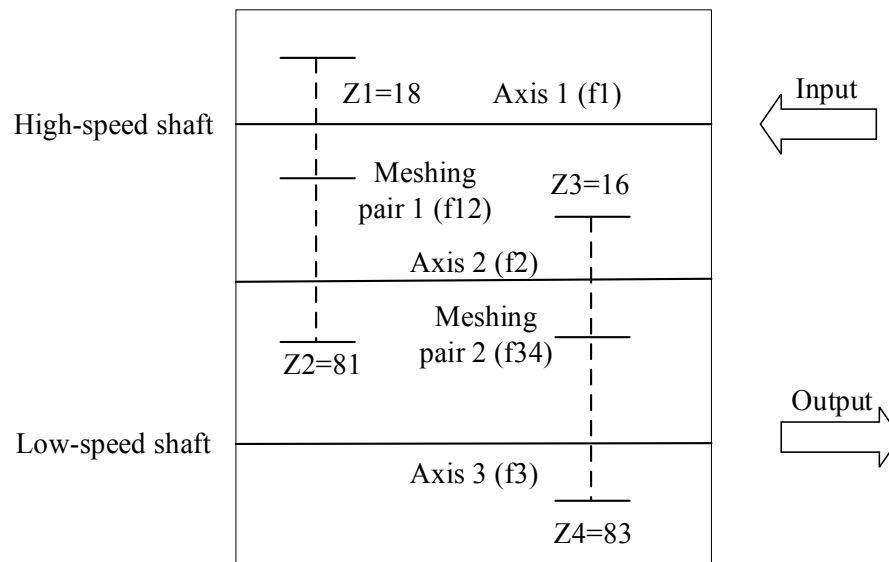 Z1=18
Axis 1 (f1)
Input
High-speed shaft
Meshing
pair 1 (f12)
Z3=16
Axis 2 (f2)
Meshing
pair 2 (f34)
Z2=81
Output
Low-speed shaft
Axis 3 (f3)
Z4=83